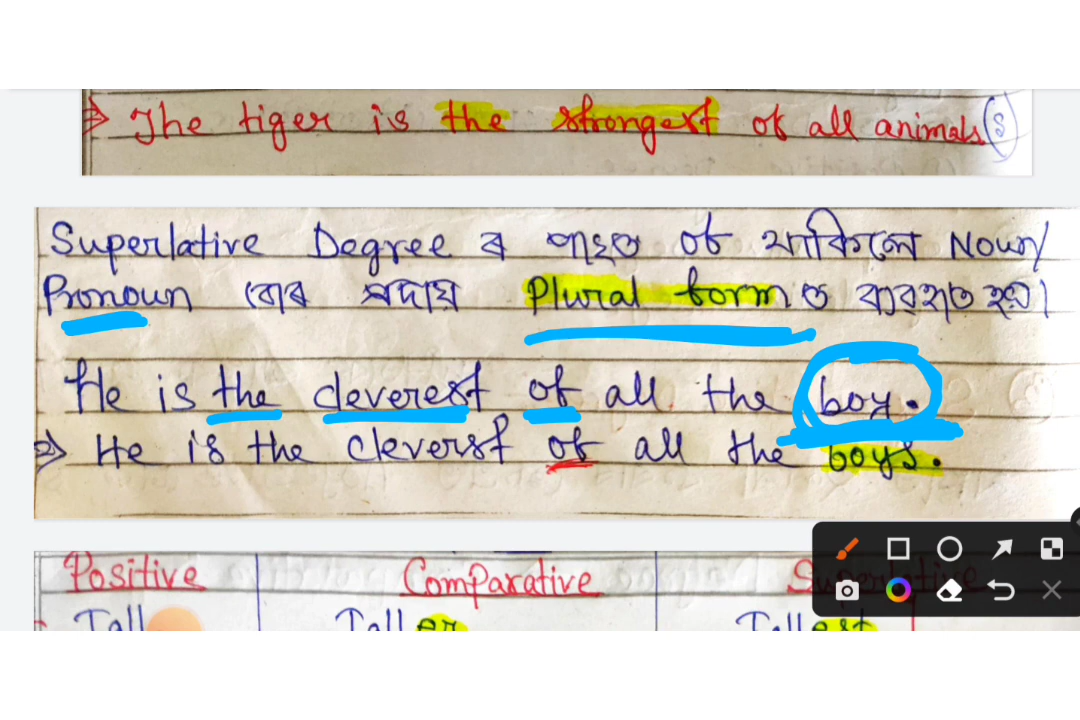 ⇒ The tiger is the strongest of all animals (s)
Superlative Degree ৰ পাছত of থাকিলে Noun/
Pronoun বোৰ সদায় Plural form ত ব্যৱহাত হয়।
He is the cleverest of all the boy.
⇒ He is the cleverst of all the boys.
Positive Comparative Superlative
Tall Taller Tallest